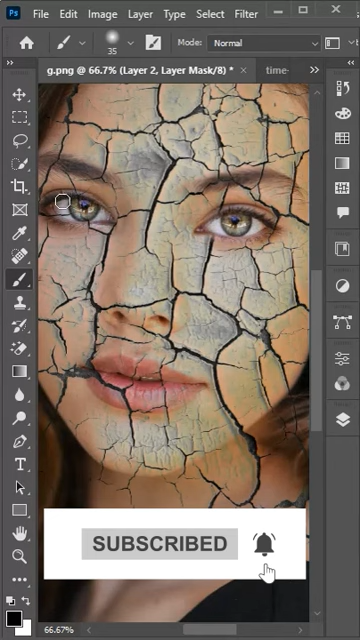 Ps File Edit Image Layer Type Select Filter
35 Mode: Normal
g.png @ 66.7% (Layer 2, Layer Mask/8) * × time-
SUBSCRIBED
66.67%